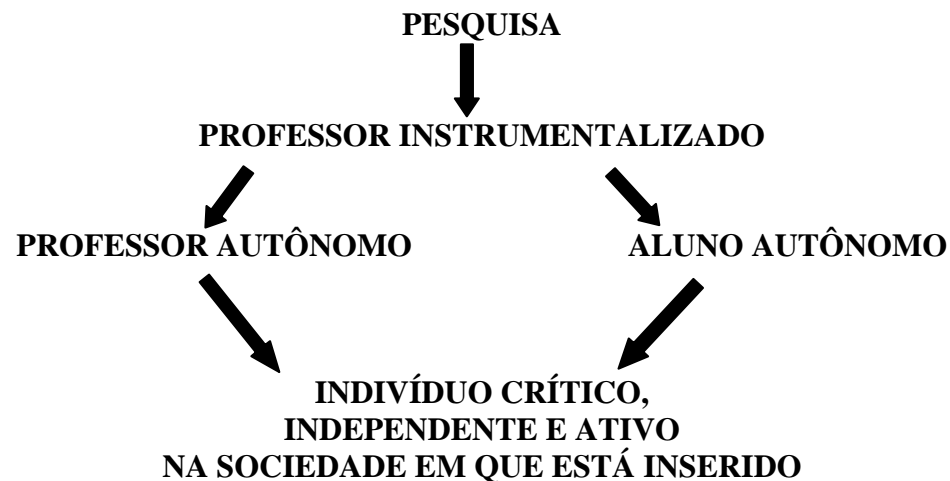 PESQUISA
PROFESSOR INSTRUMENTALIZADO
PROFESSOR AUTÔNOMO
ALUNO AUTÔNOMO
INDIVÍDUO CRÍTICO,
INDEPENDENTE E ATIVO
NA SOCIEDADE EM QUE ESTÁ INSERIDO